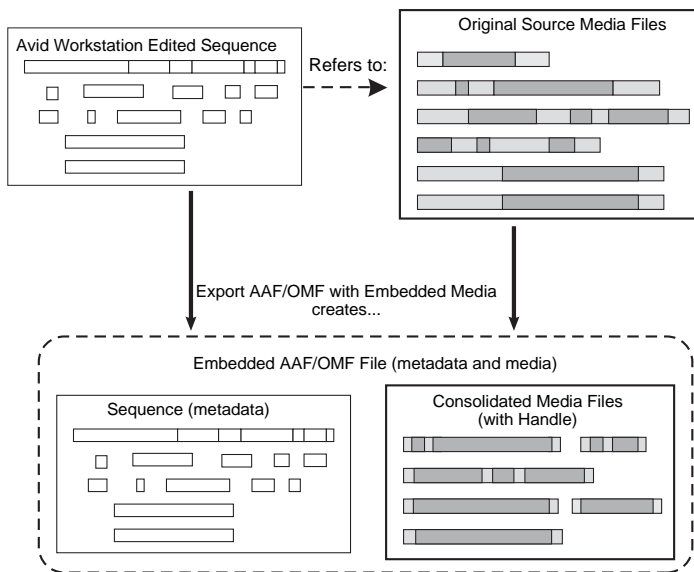 Avid Workstation Edited Sequence
Refers to:
Original Source Media Files
Export AAF/OMF with Embedded Media
creates...
Embedded AAF/OMF File (metadata and media)
Sequence (metadata)
Consolidated Media Files
(with Handle)